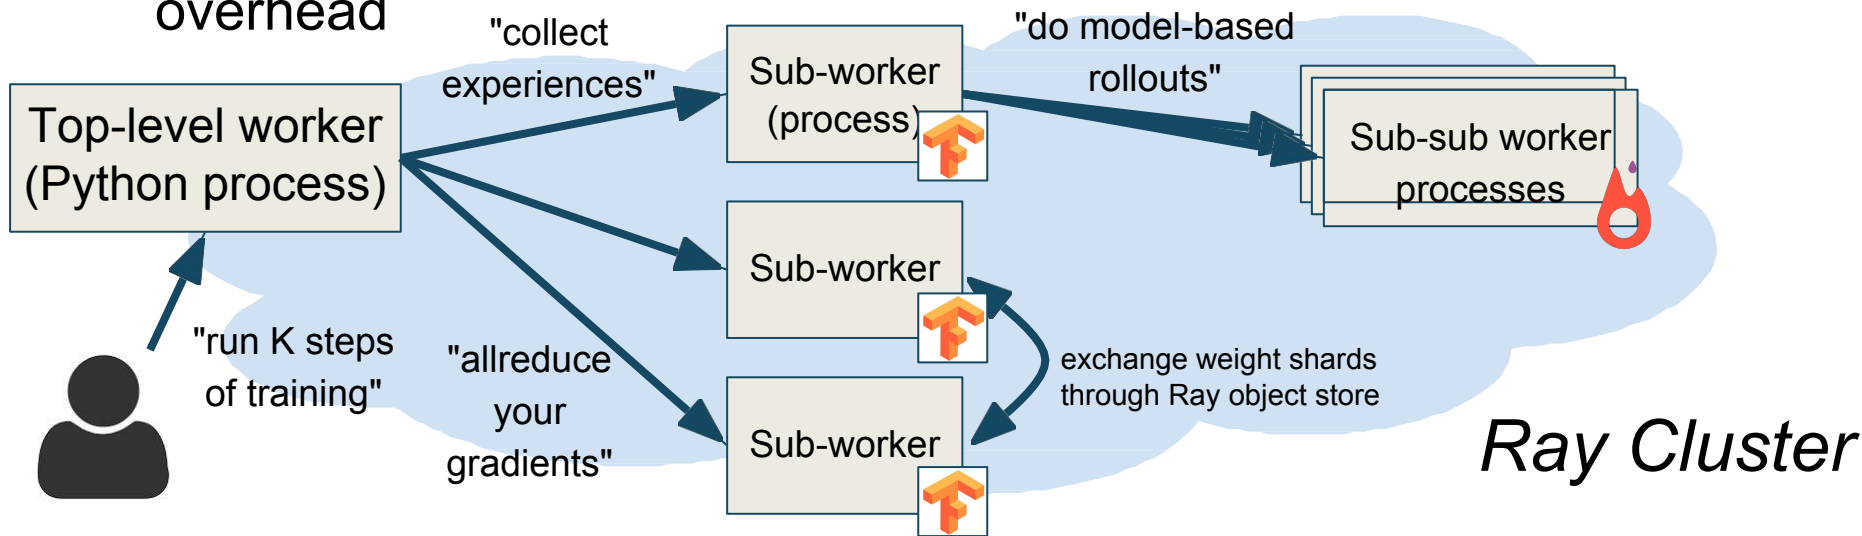 overhead
"collect
experiences"
"do model-based
rollouts"
Top-level worker
(Python process)
Sub-worker
(process)
Sub-sub worker
processes
Sub-worker
"run K steps
of training"
"allreduce
your
gradients"
exchange weight shards
through Ray object store
Sub-worker
Ray Cluster